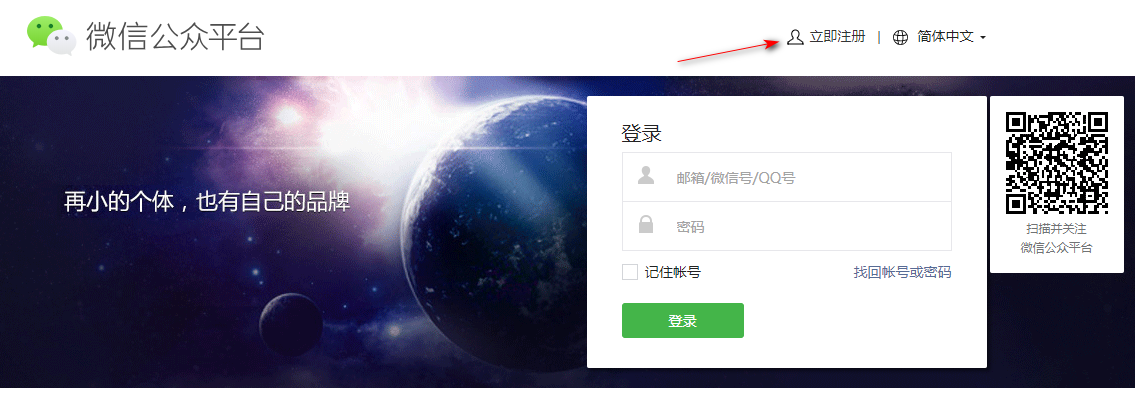 微信公众平台
立即注册 | 简体中文
再小的个体，也有自己的品牌
登录
邮箱/微信号/QQ号
密码
记住帐号 找回帐号或密码
登录
扫描并关注
微信公众平台